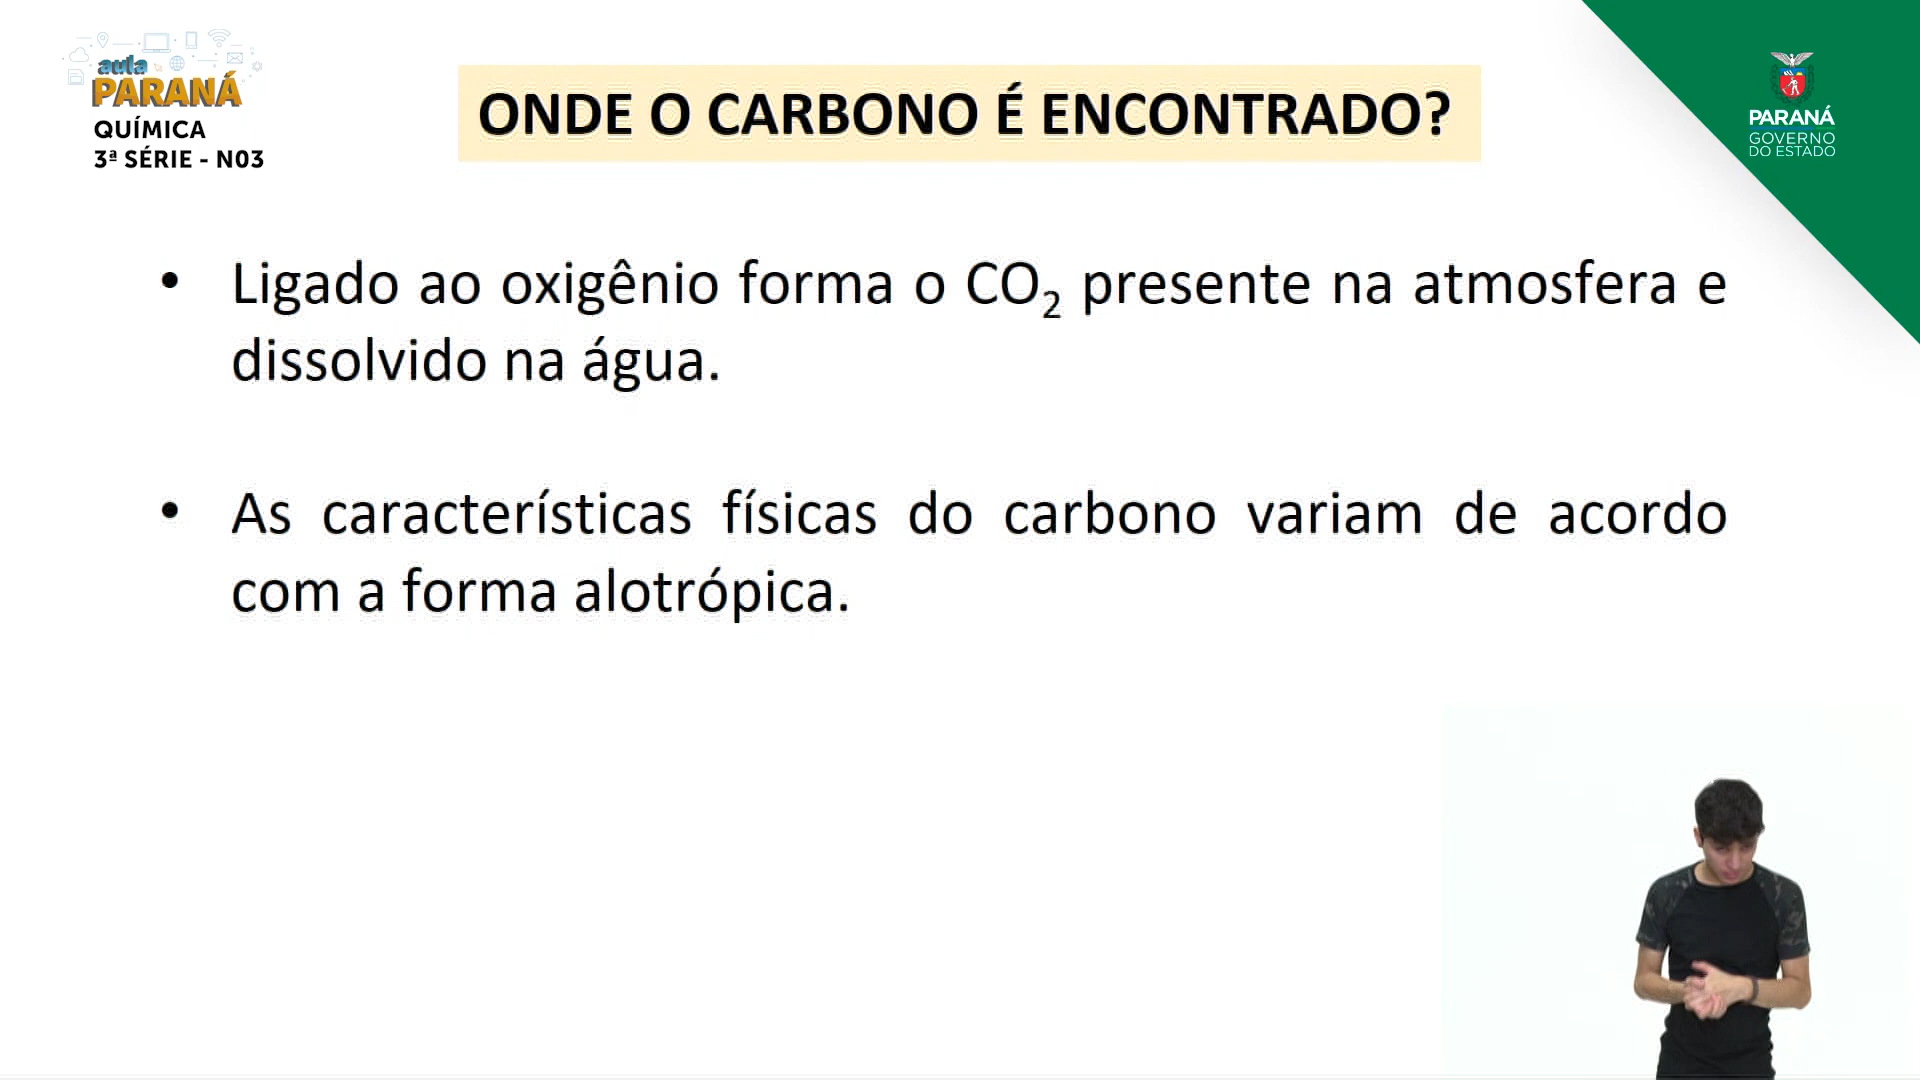 aula
PARANÁ
QUÍMICA
3ª SÉRIE - N03
ONDE O CARBONO É ENCONTRADO?
PARANÁ
GOVERNO
DO ESTADO
• Ligado ao oxigênio forma o CO₂ presente na atmosfera e
dissolvido na água.
• As características físicas do carbono variam de acordo
com a forma alotrópica.